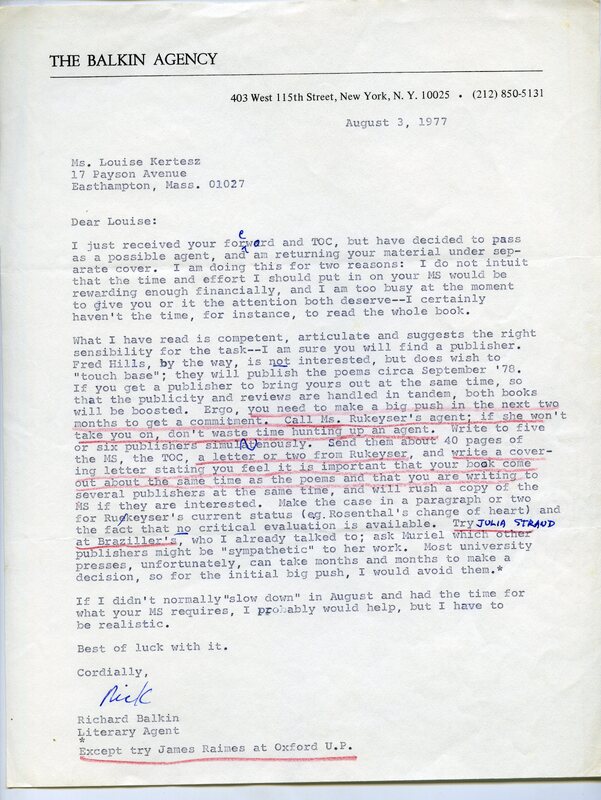 THE BALKIN AGENCY
403 West 115th Street, New York, N. Y. 10025 • (212) 850-5131
August 3, 1977
Ms. Louise Kertesz
17 Payson Avenue
Easthampton, Mass. 01027
Dear Louise:
I just received your foreward and TOC, but have decided to pass
as a possible agent, and am returning your material under sep-
arate cover. I am doing this for two reasons: I do not intuit
that the time and effort I should put in on your MS would be
rewarding enough financially, and I am too busy at the moment
to give you or it the attention both deserve--I certainly
haven't the time, for instance, to read the whole book.
What I have read is competent, articulate and suggests the right
sensibility for the task--I am sure you will find a publisher.
Fred Hills, by the way, is not interested, but does wish to
"touch base"; they will publish the poems circa September '78.
If you get a publisher to bring yours out at the same time, so
that the publicity and reviews are handled in tandem, both books
will be boosted. Ergo, you need to make a big push in the next two
months to get a commitment. Call Ms. Rukeyser's agent; if she won't
take you on, don't waste time hunting up an agent. Write to five
or six publishers simultaneously. Send them about 40 pages of
the MS, the TOC, a letter or two from Rukeyser, and write a cover-
ing letter stating you feel it is important that your book come
out about the same time as the poems and that you are writing to
several publishers at the same time, and will rush a copy of the
MS if they are interested. Make the case in a paragraph or two
for Rukeyser's current status (eg. Rosenthal's change of heart) and
the fact that no critical evaluation is available. Try JULIA STRAUD
at Braziller's, who I already talked to; ask Muriel which other
publishers might be "sympathetic" to her work. Most university
presses, unfortunately, can take months and months to make a
decision, so for the initial big push, I would avoid them.*
If I didn't normally "slow down" in August and had the time for
what your MS requires, I probably would help, but I have to
be realistic.
Best of luck with it.
Cordially,
Rick
Richard Balkin
Literary Agent
*
Except try James Raimes at Oxford U.P.